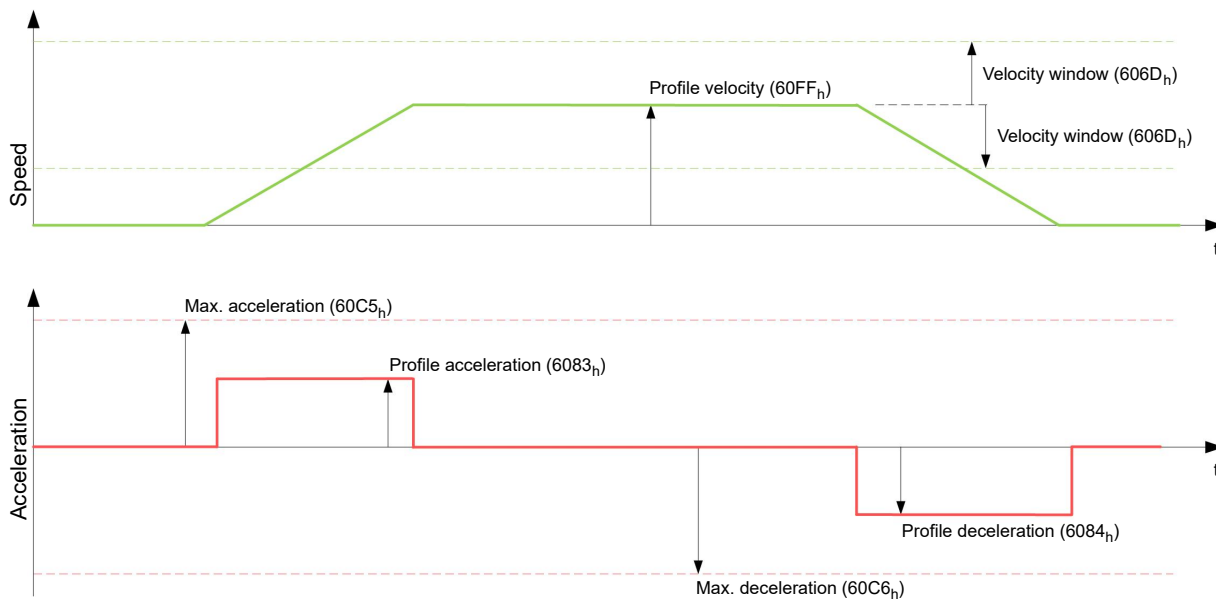 Velocity window (606Dh)
Profile velocity (60FFh)
Velocity window (606Dh)
Speed
t
Max. acceleration (60C5h)
Profile acceleration (6083h)
Acceleration
t
Profile deceleration (6084h)
Max. deceleration (60C6h)